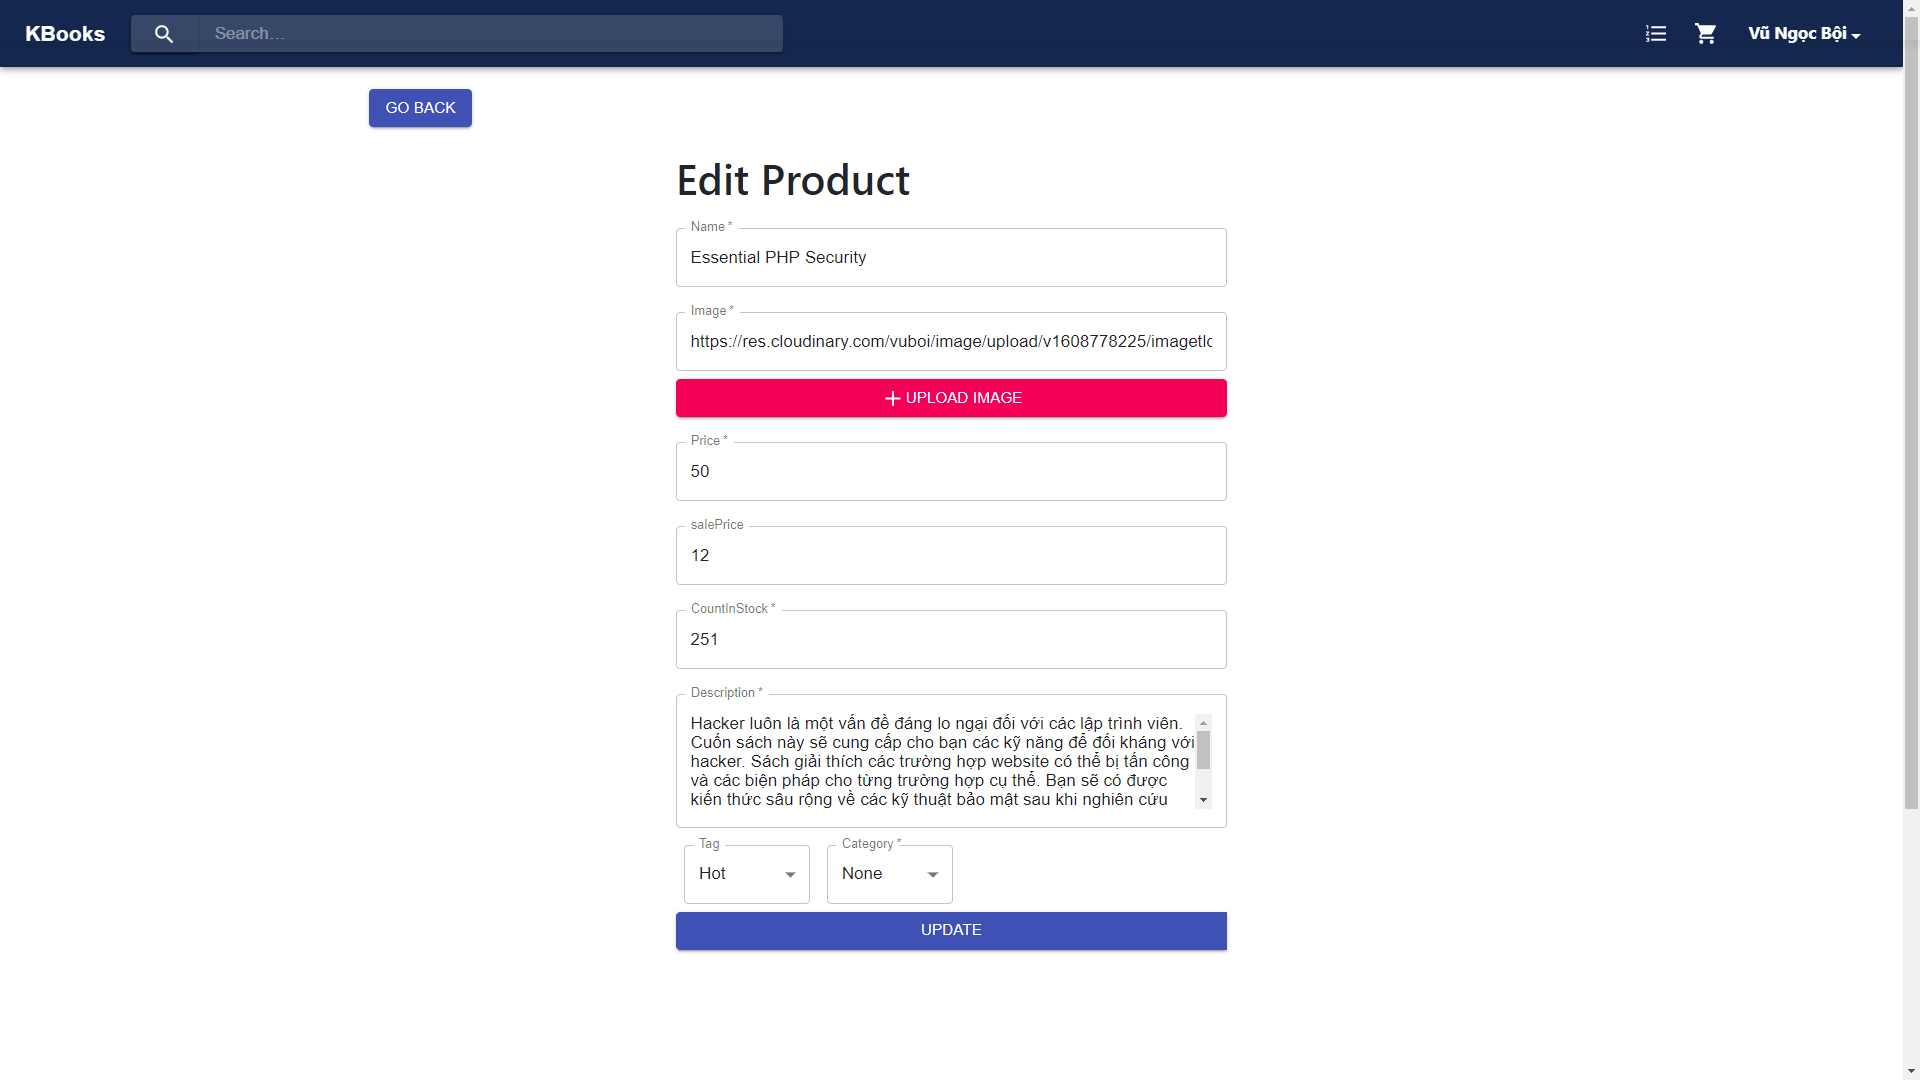 KBooks
Search...
Vũ Ngọc Bội
GO BACK
Edit Product
Name *
Essential PHP Security
Image *
https://res.cloudinary.com/vuboi/image/upload/v1608778225/imagetlc
UPLOAD IMAGE
Price *
50
salePrice
12
CountInStock *
251
Description *
Hacker luôn là một vấn đề đáng lo ngại đối với các lập trình viên.
Cuốn sách này sẽ cung cấp cho bạn các kỹ năng để đối kháng với
hacker. Sách giải thích các trường hợp website có thể bị tấn công
và các biện pháp cho từng trường hợp cụ thể. Bạn sẽ có được
kiến thức sâu rộng về các kỹ thuật bảo mật sau khi nghiên cứu
Tag
Hot
Category *
None
UPDATE